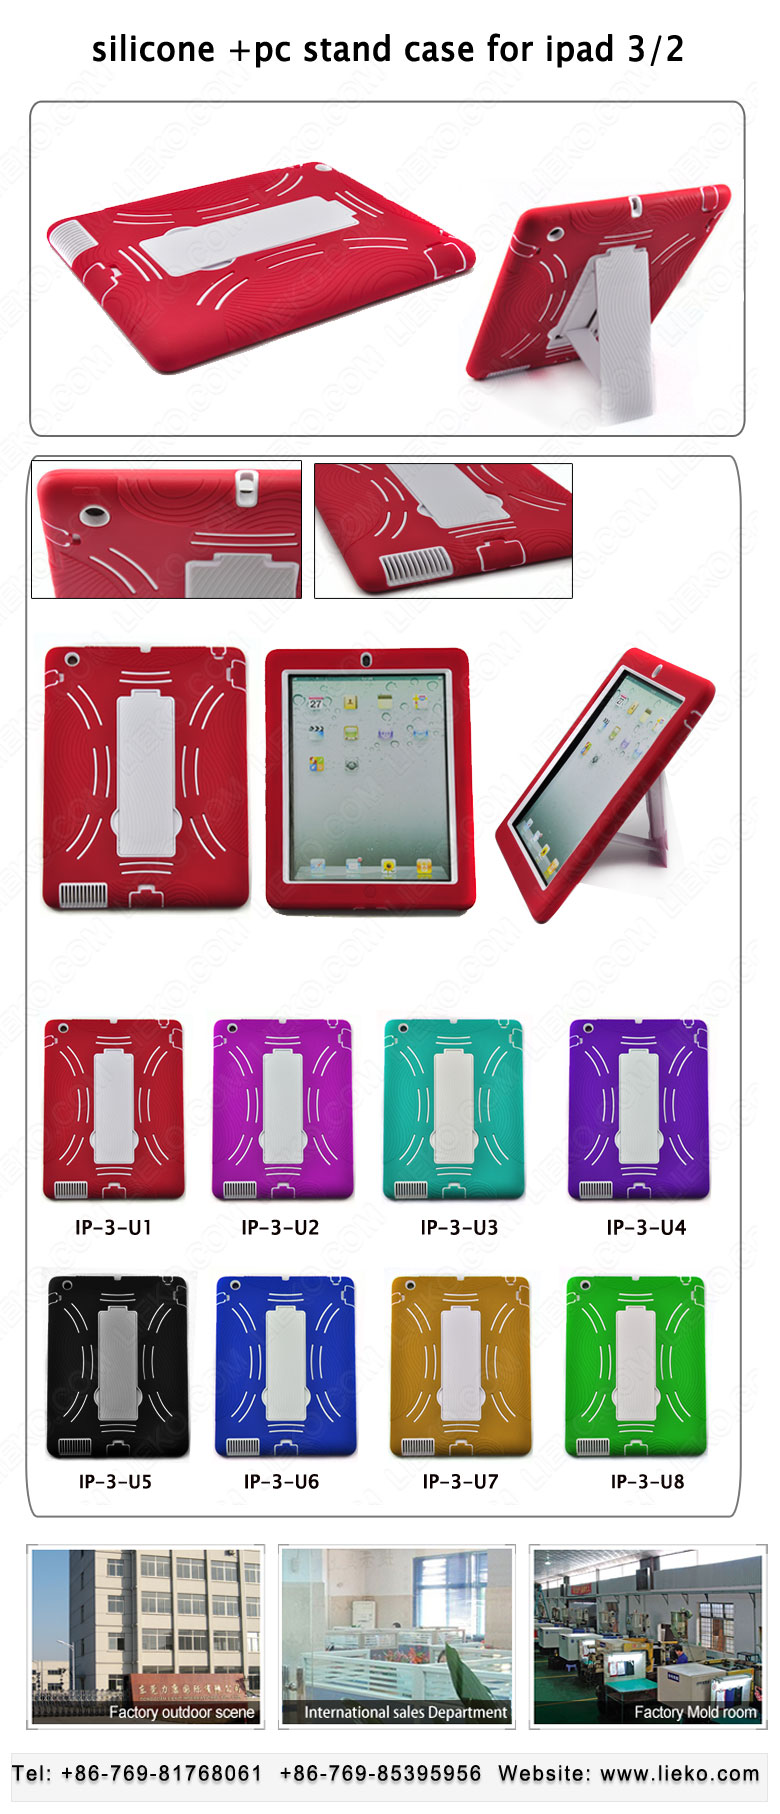 silicone +pc stand case for ipad 3/2
IP-3-U1
IP-3-U2
IP-3-U3
IP-3-U4
IP-3-U5
IP-3-U6
IP-3-U7
IP-3-U8
Factory outdoor scene
International sales Department
Factory Mold room
Tel: +86-769-81768061 +86-769-85395956 Website: www.lieko.com
LIEKO.COM